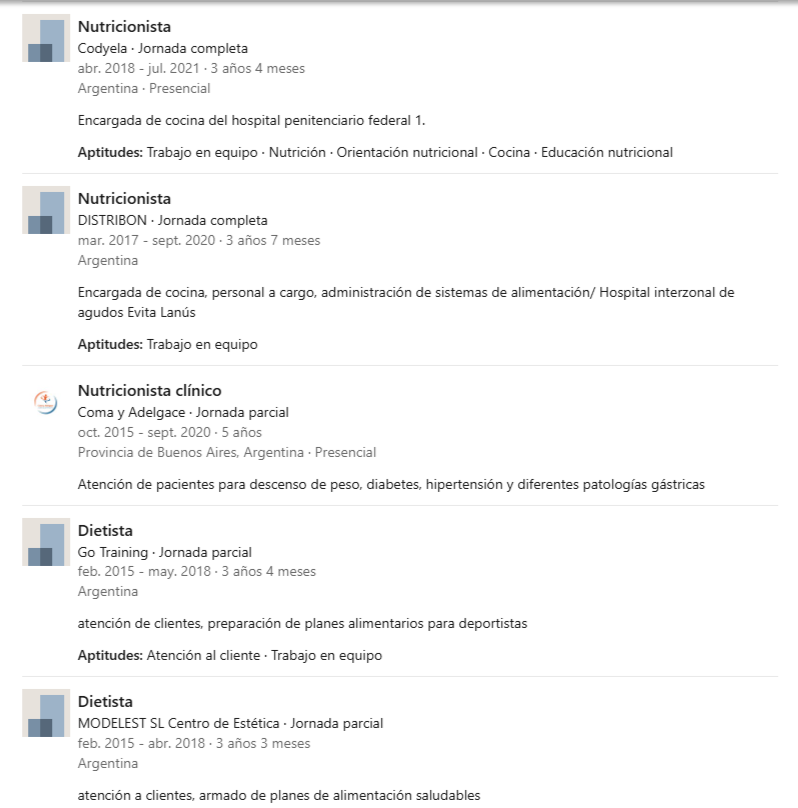 Nutricionista
Codyela · Jornada completa
abr. 2018 - jul. 2021 · 3 años 4 meses
Argentina · Presencial
Encargada de cocina del hospital penitenciario federal 1.
Aptitudes: Trabajo en equipo · Nutrición · Orientación nutricional · Cocina · Educación nutricional
Nutricionista
DISTRIBON · Jornada completa
mar. 2017 - sept. 2020 · 3 años 7 meses
Argentina
Encargada de cocina, personal a cargo, administración de sistemas de alimentación/ Hospital interzonal de
agudos Evita Lanús
Aptitudes: Trabajo en equipo
Nutricionista clínico
Coma y Adelgace · Jornada parcial
oct. 2015 - sept. 2020 · 5 años
Provincia de Buenos Aires, Argentina · Presencial
Atención de pacientes para descenso de peso, diabetes, hipertensión y diferentes patologías gástricas
Dietista
Go Training · Jornada parcial
feb. 2015 - may. 2018 · 3 años 4 meses
Argentina
atención de clientes, preparación de planes alimentarios para deportistas
Aptitudes: Atención al cliente · Trabajo en equipo
Dietista
MODELEST SL Centro de Estética · Jornada parcial
feb. 2015 - abr. 2018 · 3 años 3 meses
Argentina
atención a clientes, armado de planes de alimentación saludables